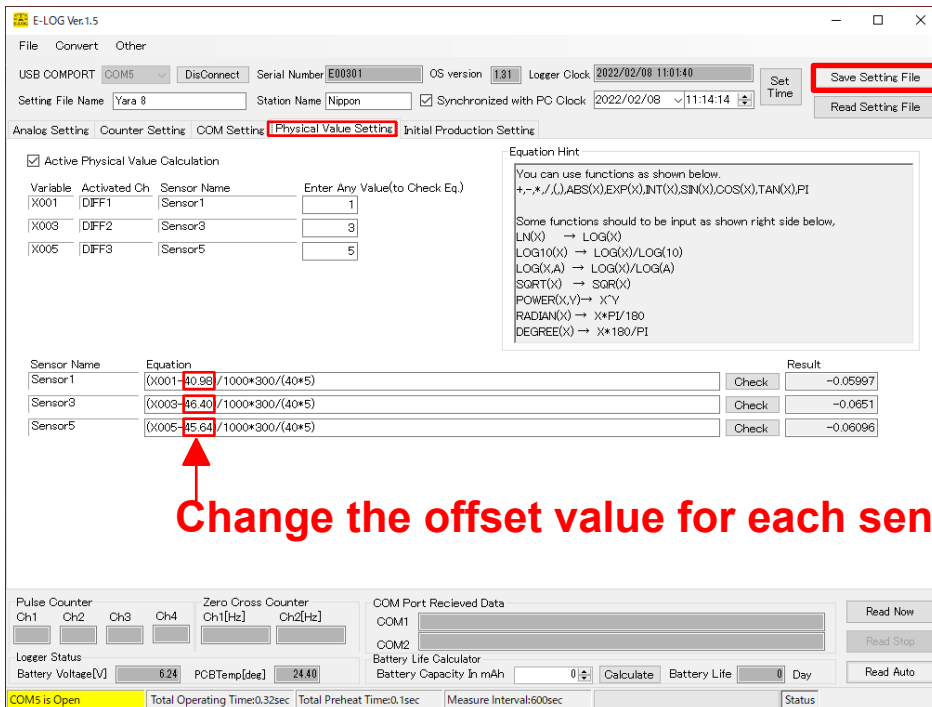 E-LOG Ver.1.5
File Convert Other
USB COMPORT COM5 DisConnect Serial Number E00301 OS version 1.31 Logger Clock 2022/02/08 11:01:40 Set Time Save Setting File
Setting File Name Yara 8 Station Name Nippon Synchronized with PC Clock 2022/02/08 11:14:14 Read Setting File
Analog Setting Counter Setting COM Setting Physical Value Setting Initial Production Setting
Active Physical Value Calculation
Variable Activated Ch Sensor Name Enter Any Value(to Check Eq.)
X001 DIFF1 Sensor1 1
X003 DIFF2 Sensor3 3
X005 DIFF3 Sensor5 5
Equation Hint
You can use functions as shown below.
+,-,*,/,(,),ABS(X),EXP(X),INT(X),SIN(X),COS(X),TAN(X),PI
Some functions should to be input as shown right side below,
LN(X) → LOG(X)
LOG10(X) → LOG(X)/LOG(10)
LOG(X,A) → LOG(X)/LOG(A)
SQRT(X) → SQR(X)
POWER(X,Y)→ X^Y
RADIAN(X) → X*PI/180
DEGREE(X) → X*180/PI
Sensor Name Equation Result
Sensor1 (X001-40.98)/1000*300/(40*5) Check -0.05997
Sensor3 (X003-46.40)/1000*300/(40*5) Check -0.0651
Sensor5 (X005-45.64)/1000*300/(40*5) Check -0.06096
Change the offset value for each sen
Pulse Counter Zero Cross Counter COM Port Recieved Data
Ch1 Ch2 Ch3 Ch4 Ch1[Hz] Ch2[Hz] COM1 Read Now
COM2 Read Stop
Logger Status Battery Life Calculator
Battery Voltage[V] 6.24 PCBTemp[deg] 24.40 Battery Capacity In mAh 0 Calculate Battery Life 0 Day Read Auto
COM5 is Open Total Operating Time:0.32sec Total Preheat Time:0.1sec Measure Interval:600sec Status